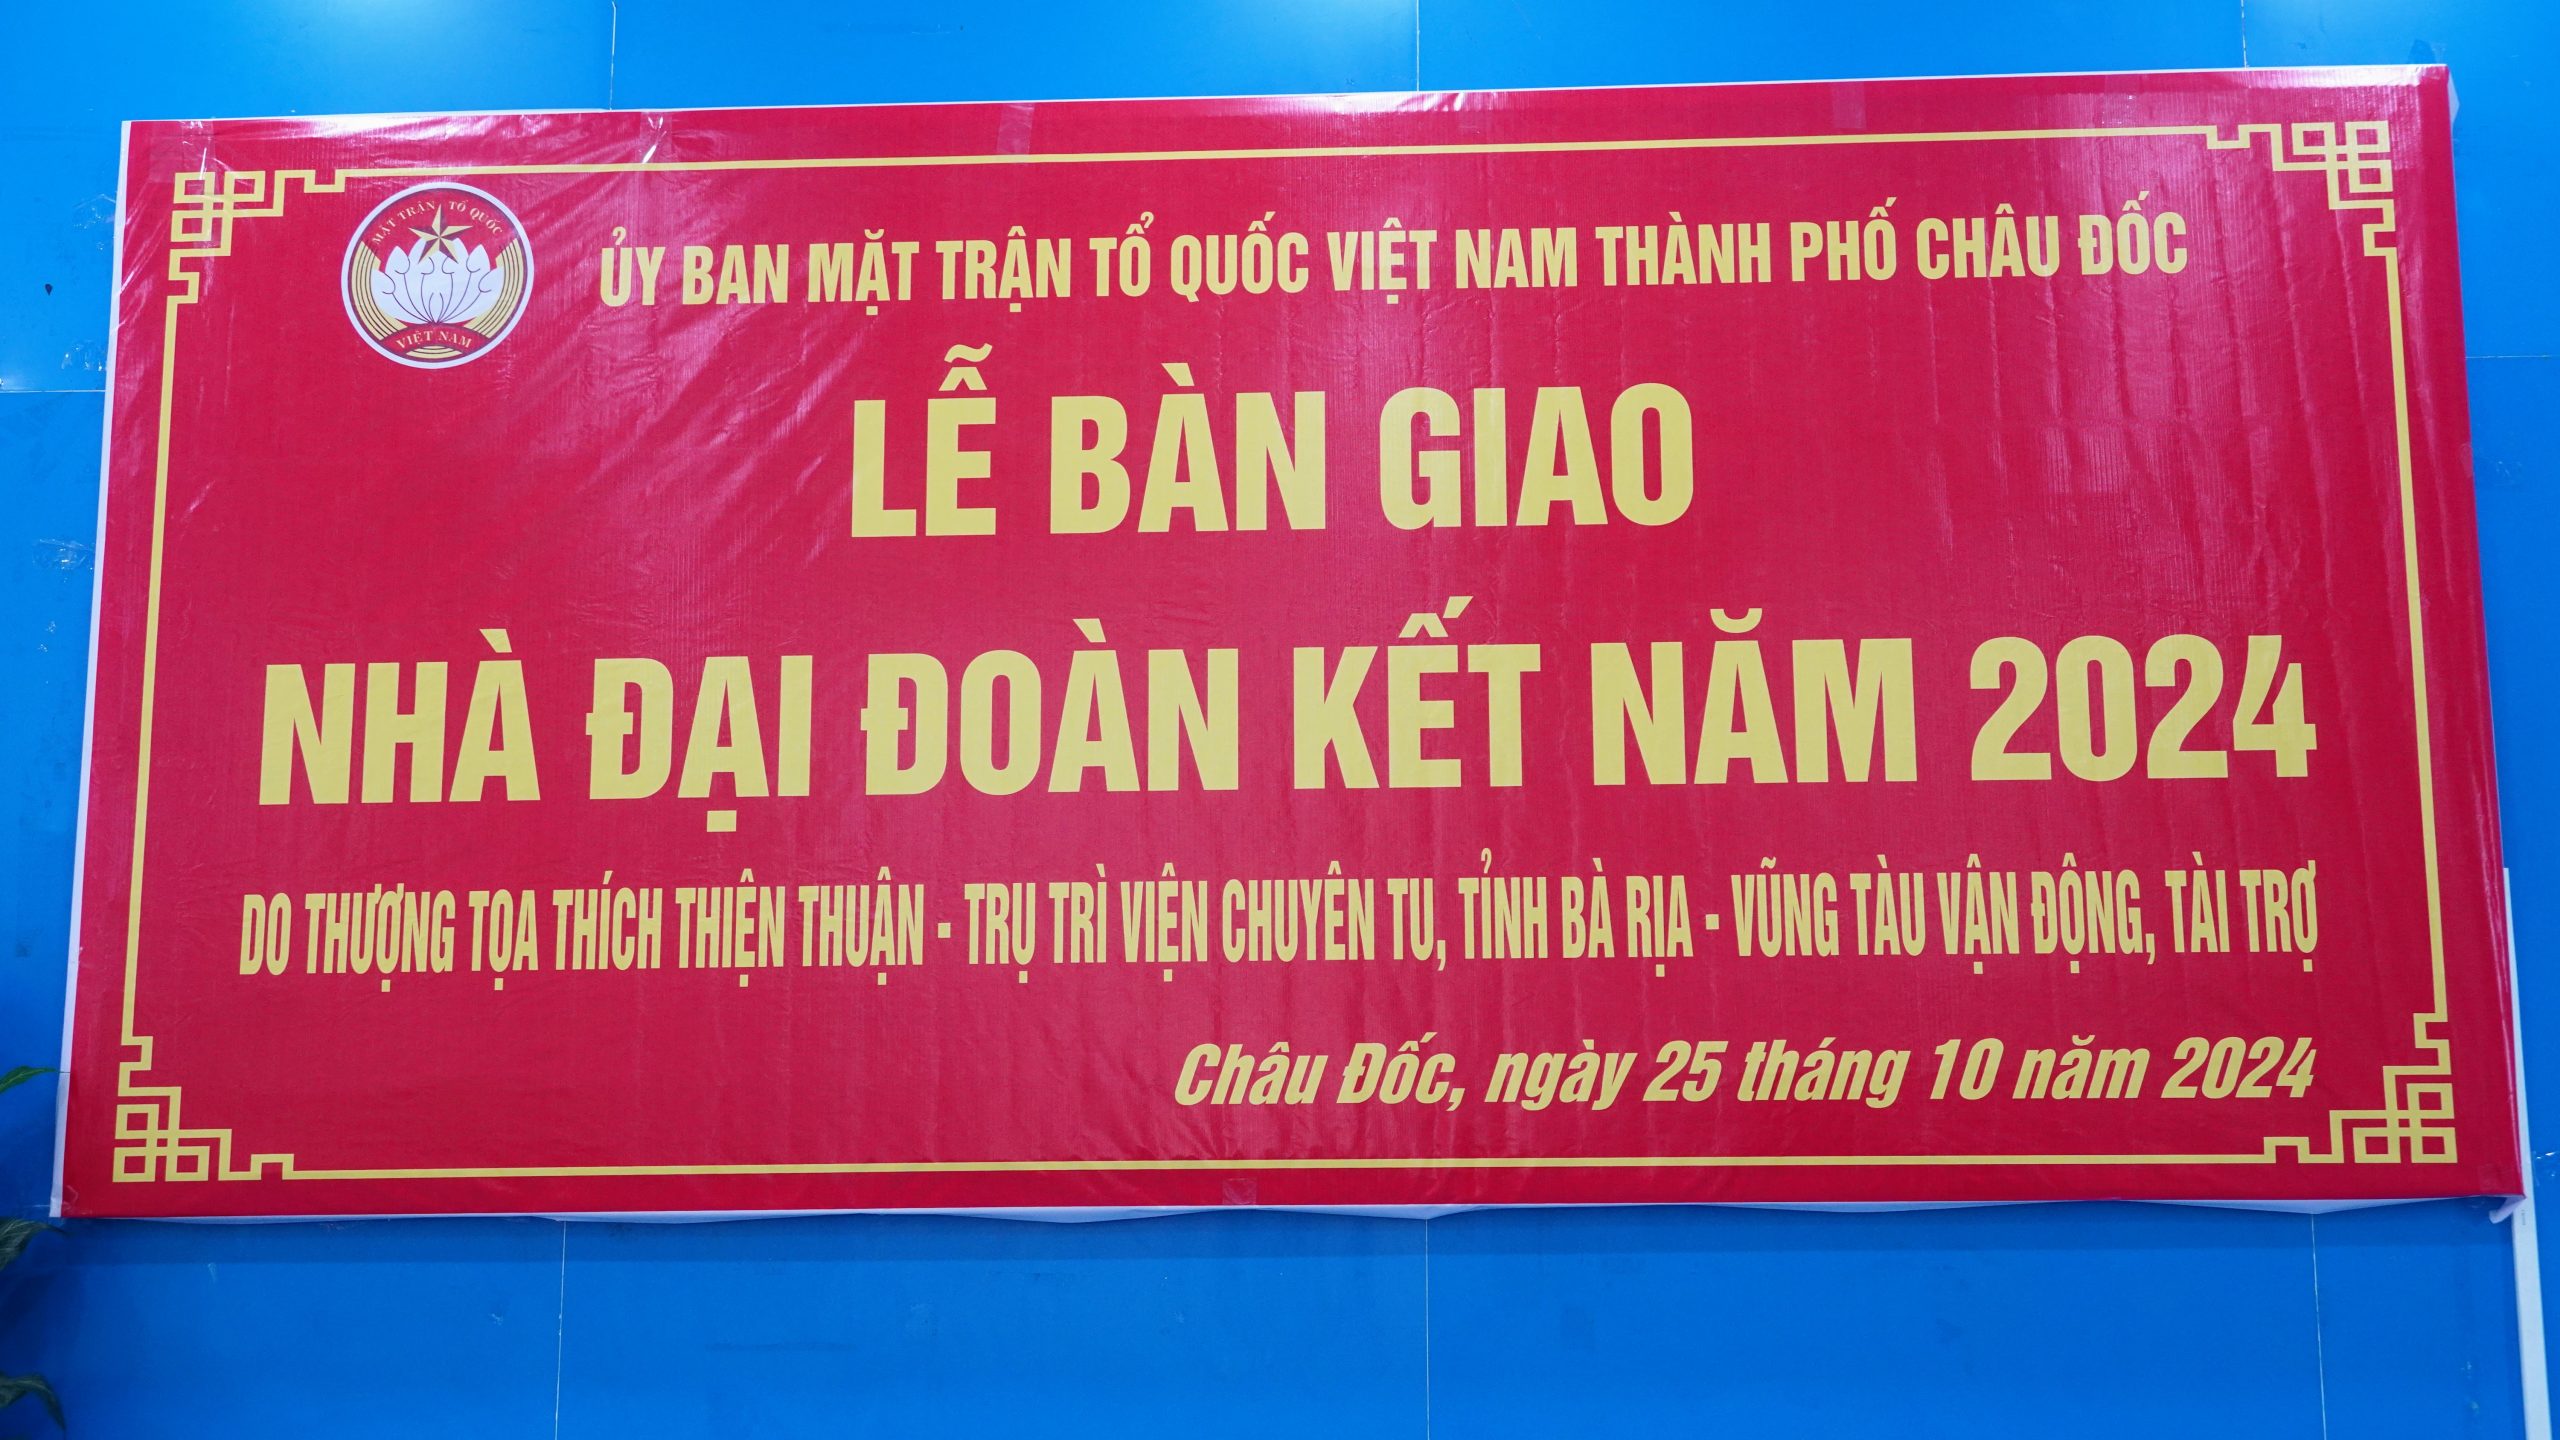 MẶT TRẬN TỔ QUỐC
VIỆT NAM
ỦY BAN MẶT TRẬN TỔ QUỐC VIỆT NAM THÀNH PHỐ CHÂU ĐỐC
LỄ BÀN GIAO
NHÀ ĐẠI ĐOÀN KẾT NĂM 2024
DO THƯỢNG TỌA THÍCH THIỆN THUẬN - TRỤ TRÌ VIỆN CHUYÊN TU, TỈNH BÀ RỊA - VŨNG TÀU VẬN ĐỘNG, TÀI TRỢ
Châu Đốc, ngày 25 tháng 10 năm 2024